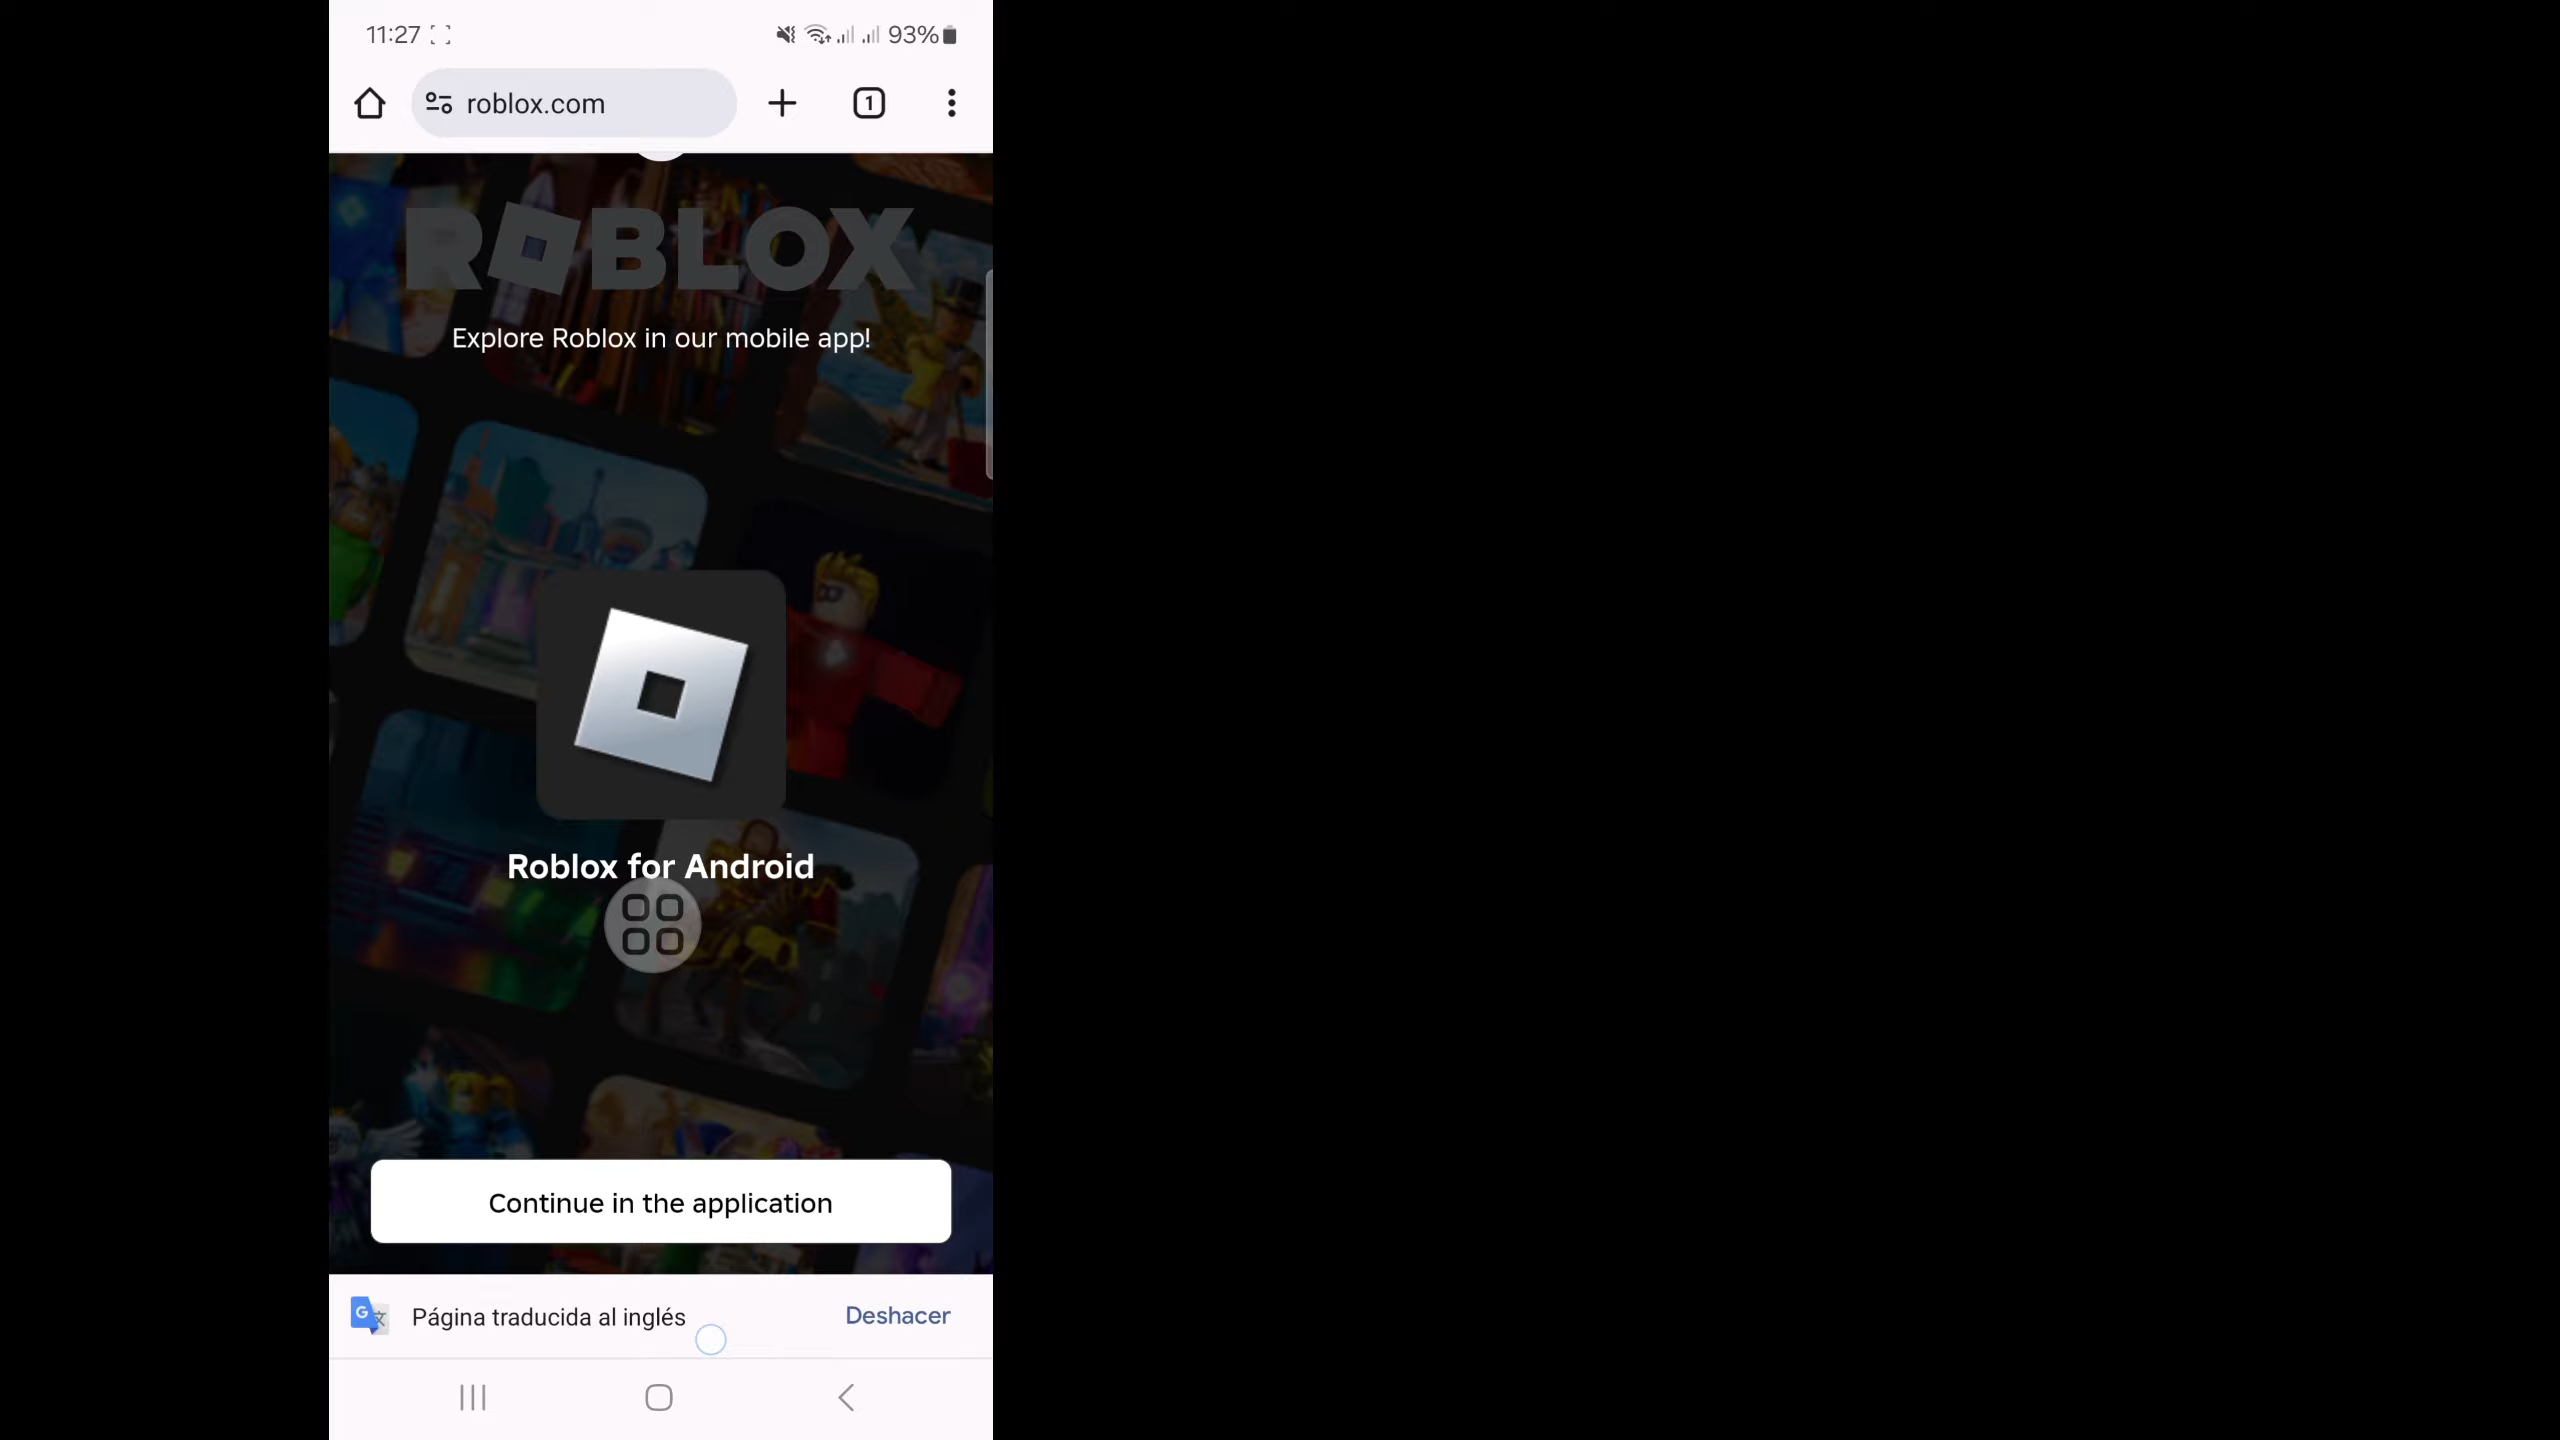 11:27
93%
roblox.com
1
ROBLOX
Explore Roblox in our mobile app!
Roblox for Android
Continue in the application
Página traducida al inglés
Deshacer